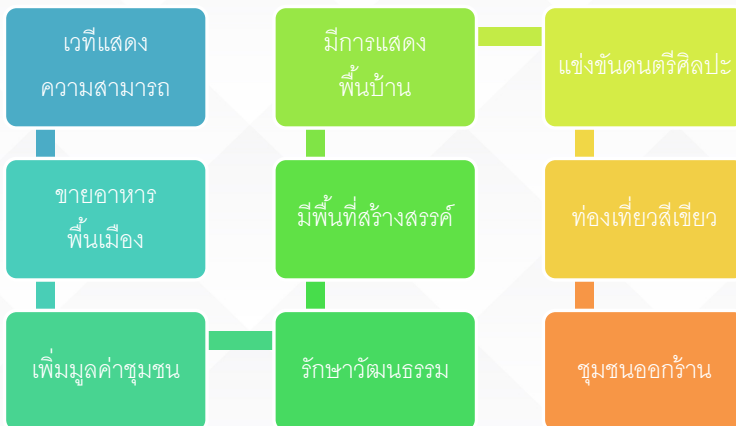 เวทีแสดง
ความสามารถ
ขายอาหาร
พื้นเมือง
เพิ่มมูลค่าชุมชน
รักษาวัฒนธรรม
มีพื้นที่สร้างสรรค์
มีการแสดง
พื้นบ้าน
แข่งขันดนตรีศิลปะ
ท่องเที่ยวสีเขียว
ชุมชนออกร้าน